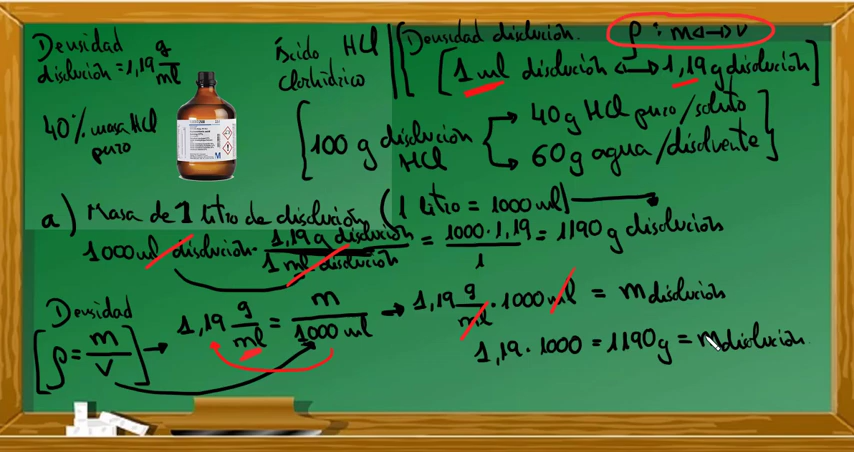 Densidad
disolución = 1,19 g/ml
40% masa HCl
puro
Ácido HCl
Clorhídrico
Densidad disolución.
ρ : m ↔ v
[1 ml disolución ↔ 1,19 g disolución]
[100 g disolución
HCl
→ 40 g HCl puro/soluto
→ 60 g agua/disolvente]
a) Masa de 1 litro de disolución (1 litro = 1000 ml)
1000 ml disolución · 1,19 g disolución / 1 ml disolución = 1000 · 1,19 / 1 = 1190 g disolución
Densidad
[ρ = m / v] → 1,19 g/ml = m / 1000 ml → 1,19 g/ml · 1000 ml = m disolución
1,19 · 1000 = 1190 g = m disolución